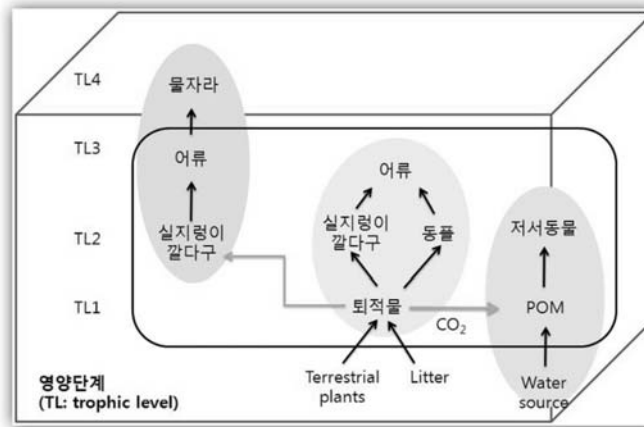 TL4
물자라
TL3
어류
어류
실지렁이
깔다구
실지렁이
깔다구
동플
저서동물
TL2
TL1
퇴적물
CO2
POM
영양단계
(TL: trophic level)
Terrestrial
plants
Litter
Water
source